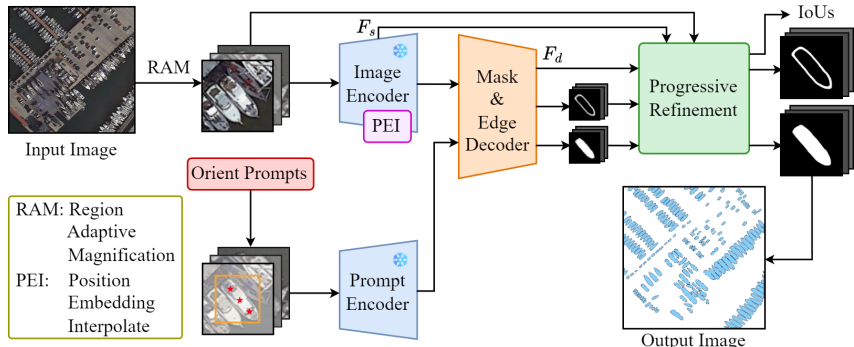 RAM
Input Image
F_s
Image
Encoder
PEI
Mask
&
Edge
Decoder
F_d
Progressive
Refinement
IoUs
Orient Prompts
RAM: Region
Adaptive
Magnification
PEI: Position
Embedding
Interpolate
Prompt
Encoder
Output Image